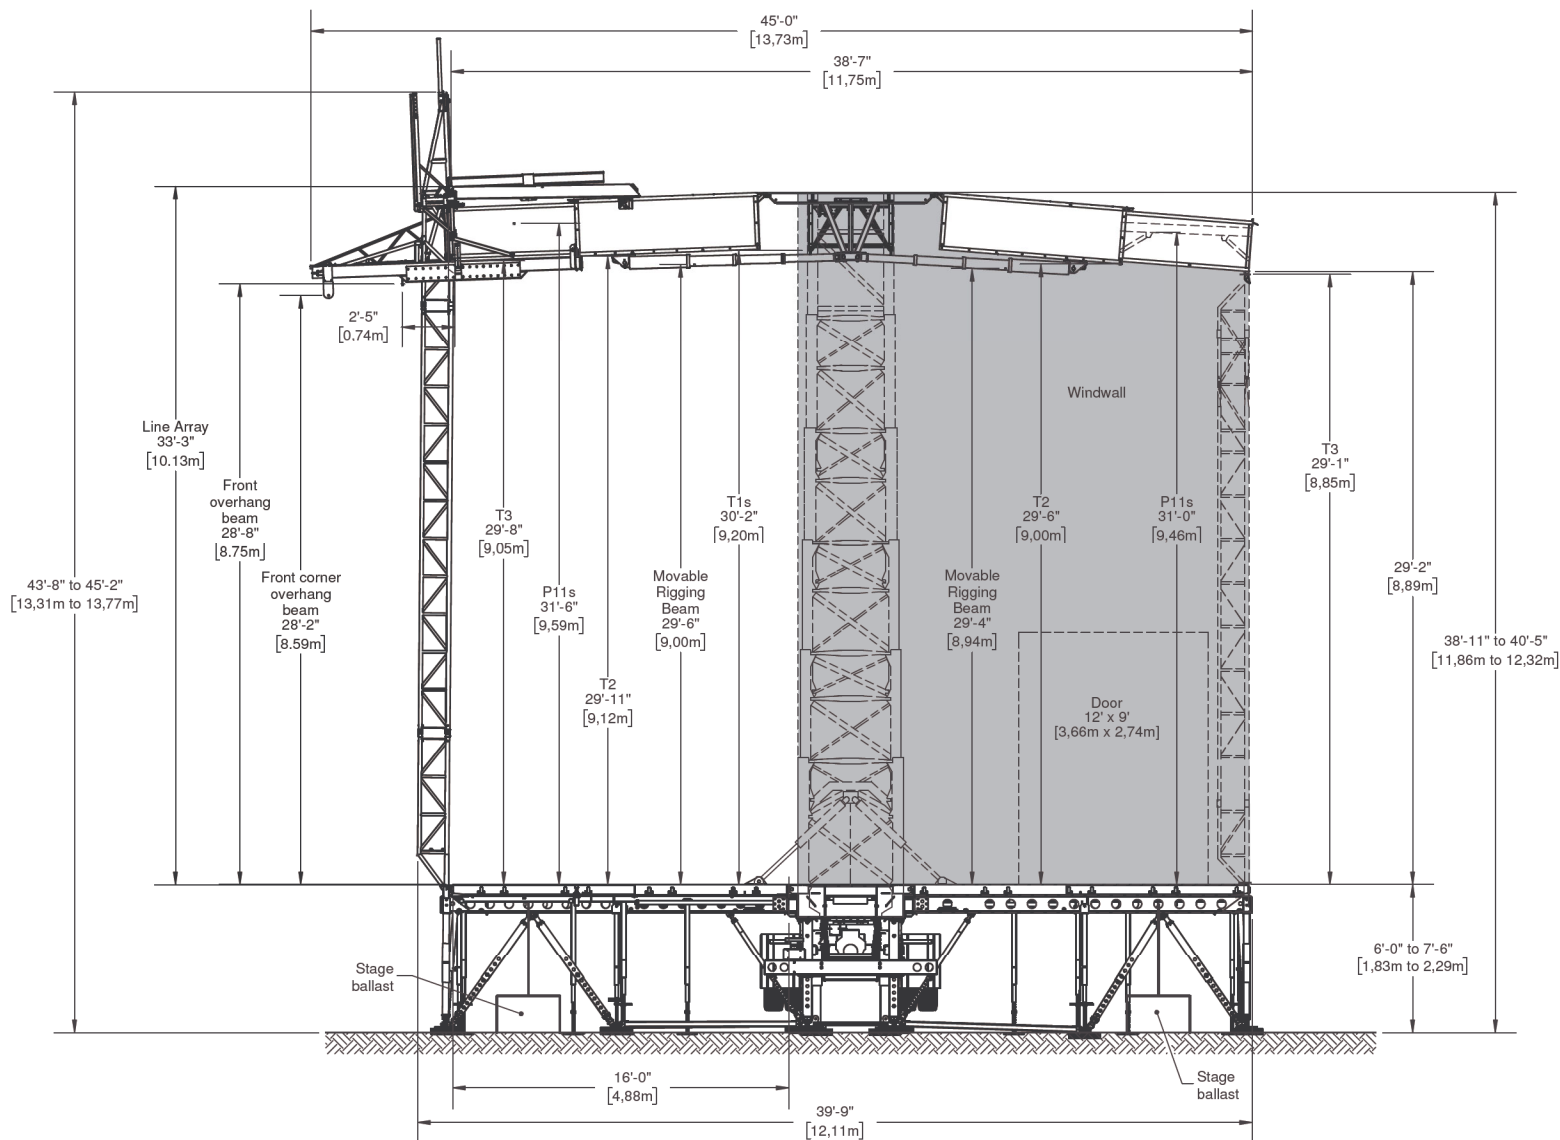 45'-0"
[13,73m]
38'-7"
[11,75m]
2'-5"
[0.74m]
Windwall
Line Array
33'-3"
[10.13m]
T3
29'-1"
[8,85m]
Front
overhang
beam
28'-8"
[8.75m]
T3
29'-8"
[9,05m]
T1s
30'-2"
[9,20m]
T2
29'-6"
[9,00m]
P11s
31'-0"
[9,46m]
43'-8" to 45'-2"
[13,31m to 13,77m]
Front corner
overhang
beam
28'-2"
[8.59m]
P11s
31'-6"
[9,59m]
Movable
Rigging
Beam
29'-6"
[9,00m]
Movable
Rigging
Beam
29'-4"
[8,94m]
29'-2"
[8,89m]
38'-11" to 40'-5"
[11,86m to 12,32m]
T2
29'-11"
[9,12m]
Door
12' x 9'
[3,66m x 2,74m]
6'-0" to 7'-6"
[1,83m to 2,29m]
Stage
ballast
16'-0"
[4,88m]
Stage
ballast
39'-9"
[12,11m]